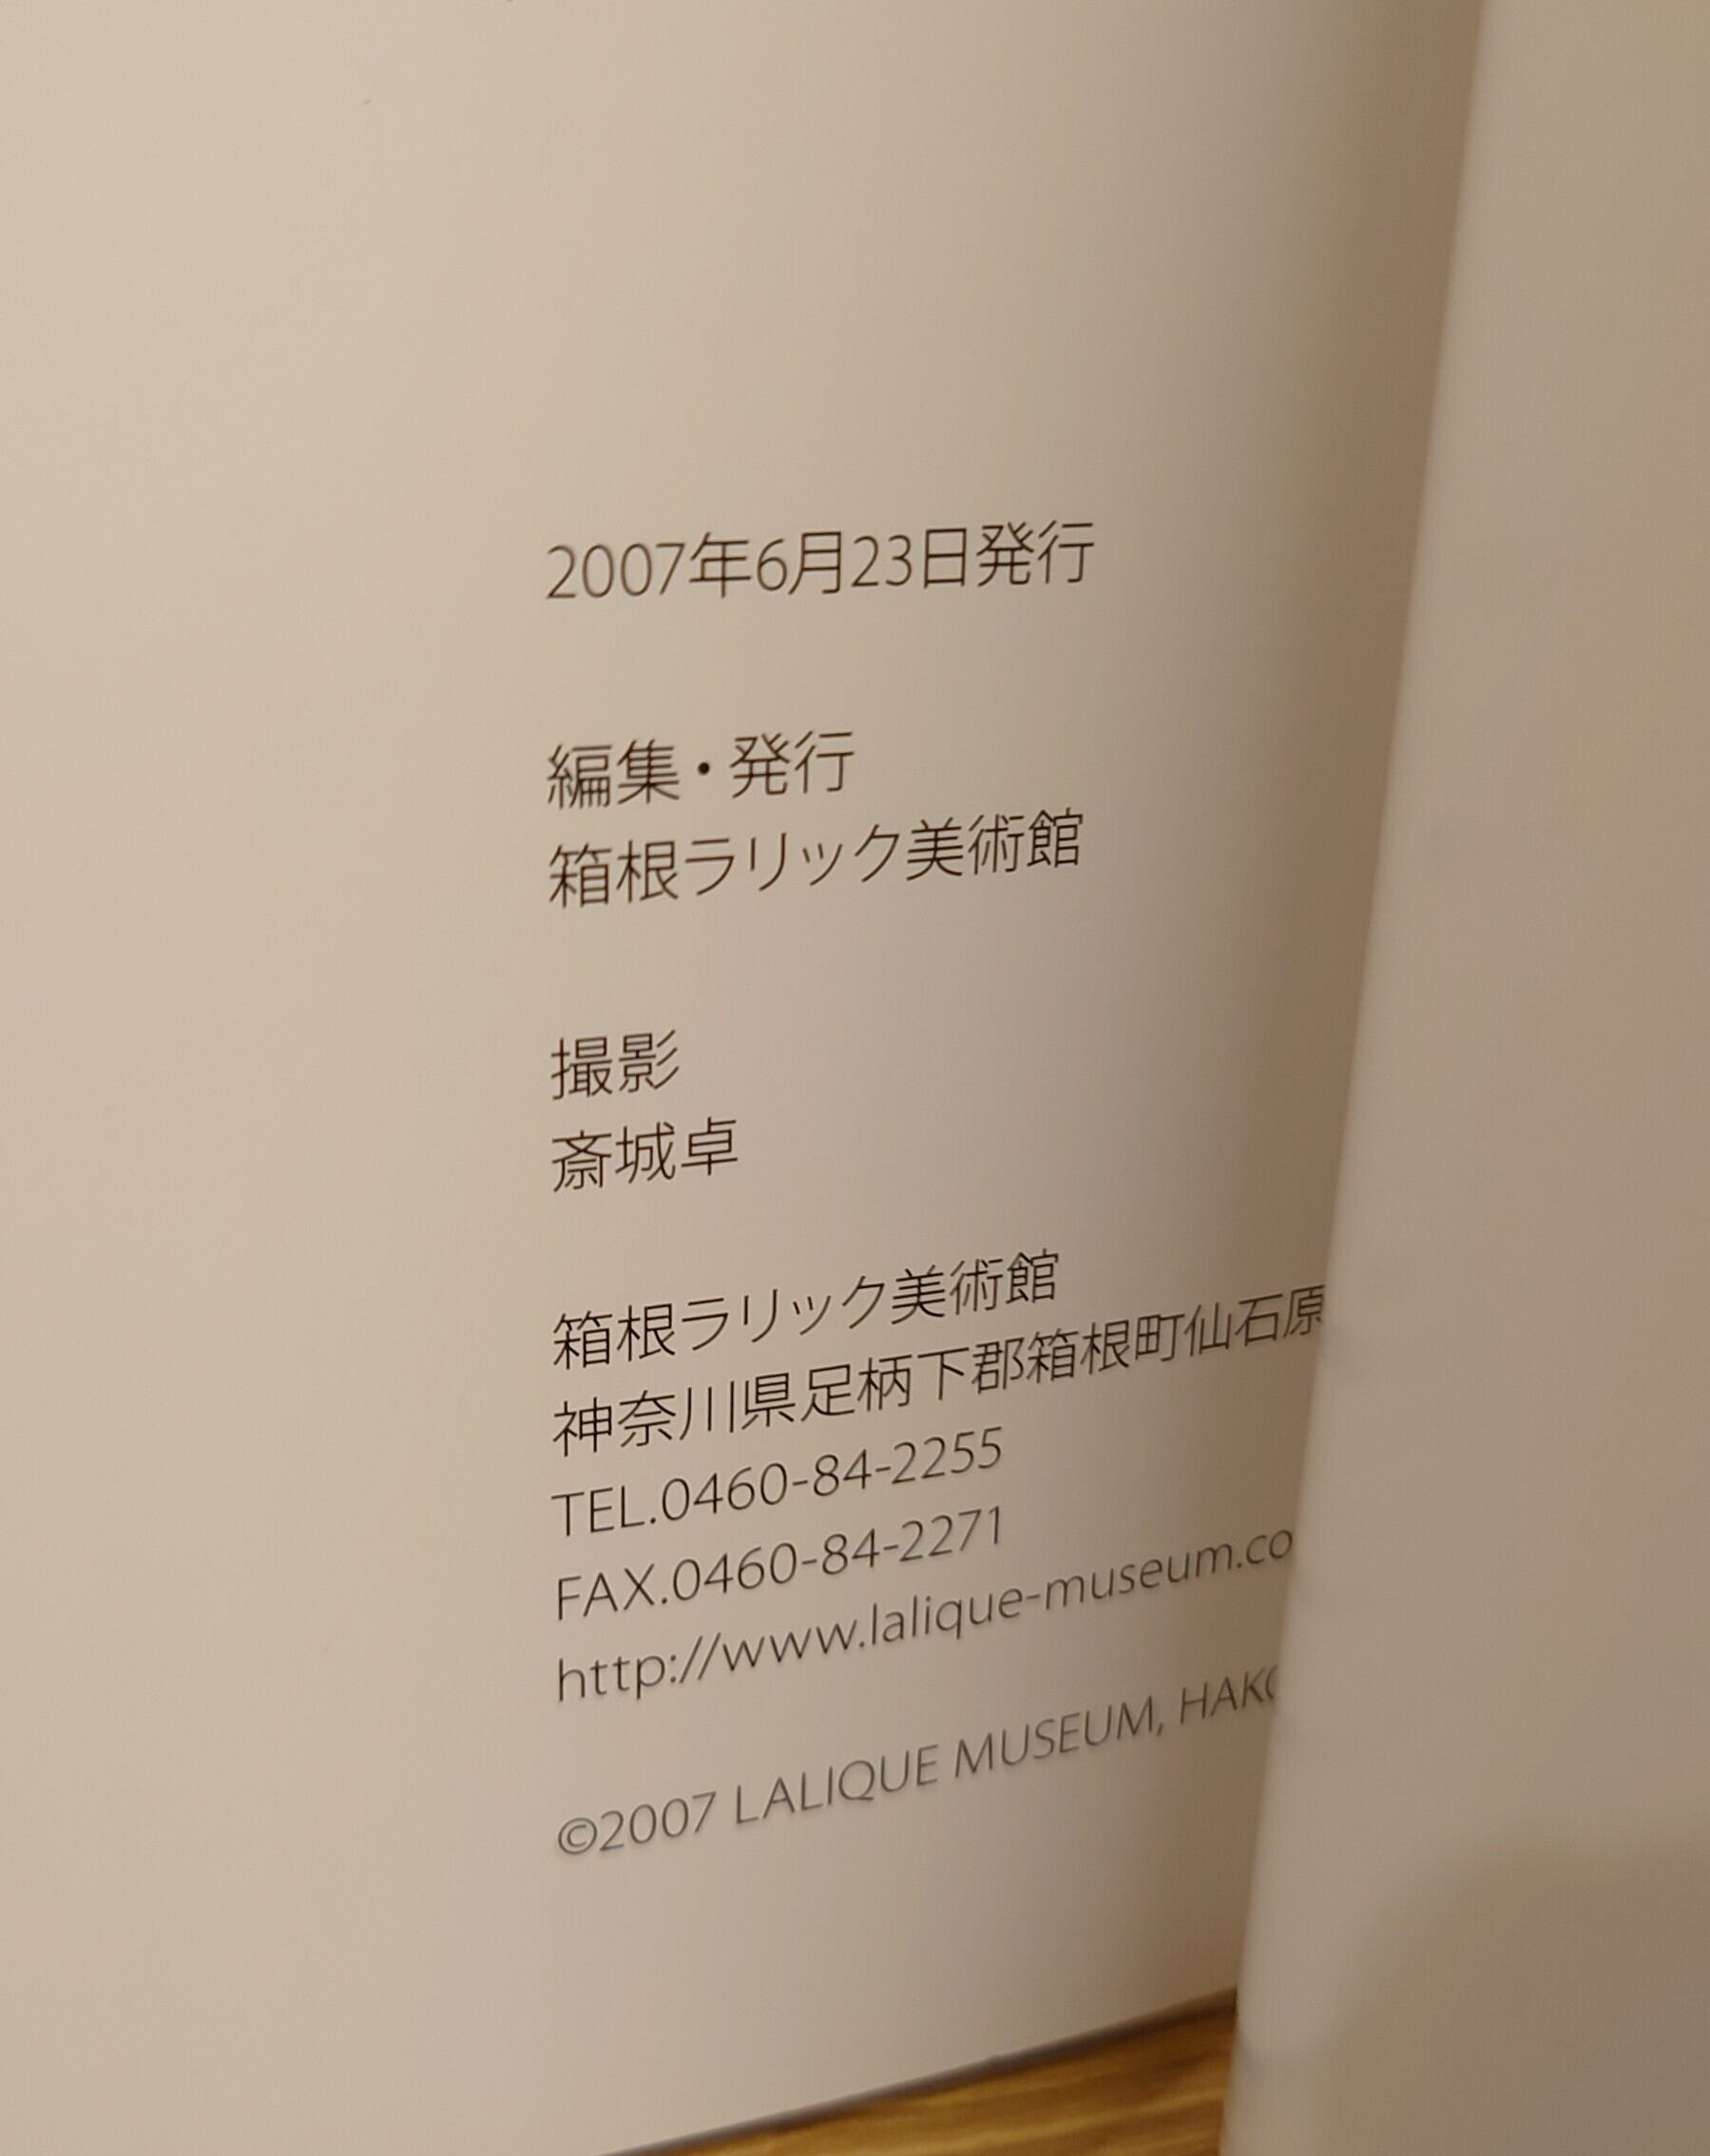 2007年6月23日発行
編集・発行
箱根ラリック美術館
撮影
斎城卓
箱根ラリック美術館
神奈川県足柄下郡箱根町仙石原
TEL.0460-84-2255
FAX.0460-84-2271
http://www.lalique-museum.co
©2007 LALIQUE MUSEUM,